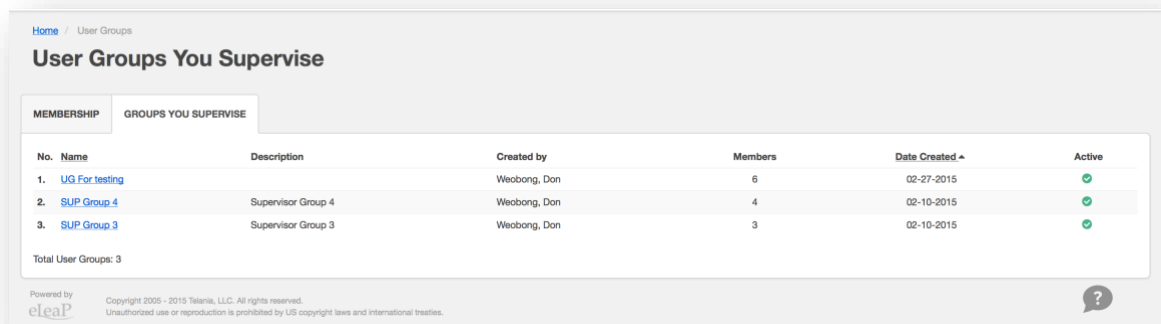 Home / User Groups
User Groups You Supervise
MEMBERSHIP GROUPS YOU SUPERVISE
No. Name Description Created by Members Date Created Active
1. UG For testing Weobong, Don 6 02-27-2015
2. SUP Group 4 Supervisor Group 4 Weobong, Don 4 02-10-2015
3. SUP Group 3 Supervisor Group 3 Weobong, Don 3 02-10-2015
Total User Groups: 3
Powered by
eLeaP
Copyright 2005 - 2015 Telania, LLC. All rights reserved.
Unauthorized use or reproduction is prohibited by US copyright laws and international treaties.
?